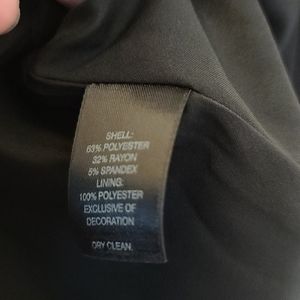 SHELL:
63% POLYESTER
32% RAYON
5% SPANDEX
LINING:
100% POLYESTER
EXCLUSIVE OF
DECORATION
DRY CLEAN.